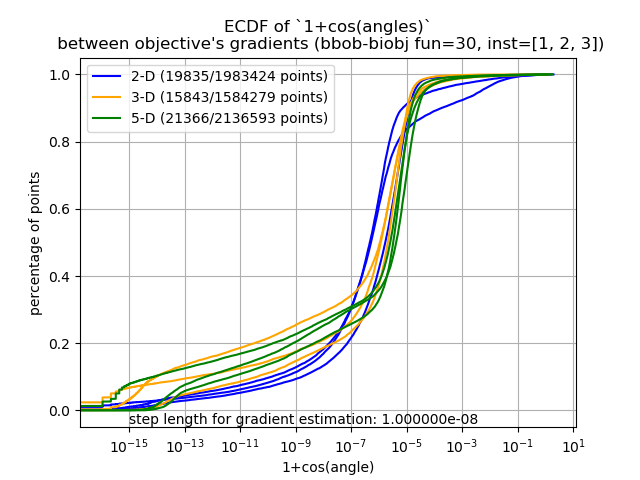 ECDF of `1+cos(angles)`
between objective's gradients (bbob-biobj fun=30, inst=[1, 2, 3])
1.0
0.8
0.6
0.4
0.2
0.0
percentage of points
2-D (19835/1983424 points)
3-D (15843/1584279 points)
5-D (21366/2136593 points)
step length for gradient estimation: 1.000000e-08
10⁻¹⁵ 10⁻¹³ 10⁻¹¹ 10⁻⁹ 10⁻⁷ 10⁻⁵ 10⁻³ 10⁻¹ 10¹
1+cos(angle)